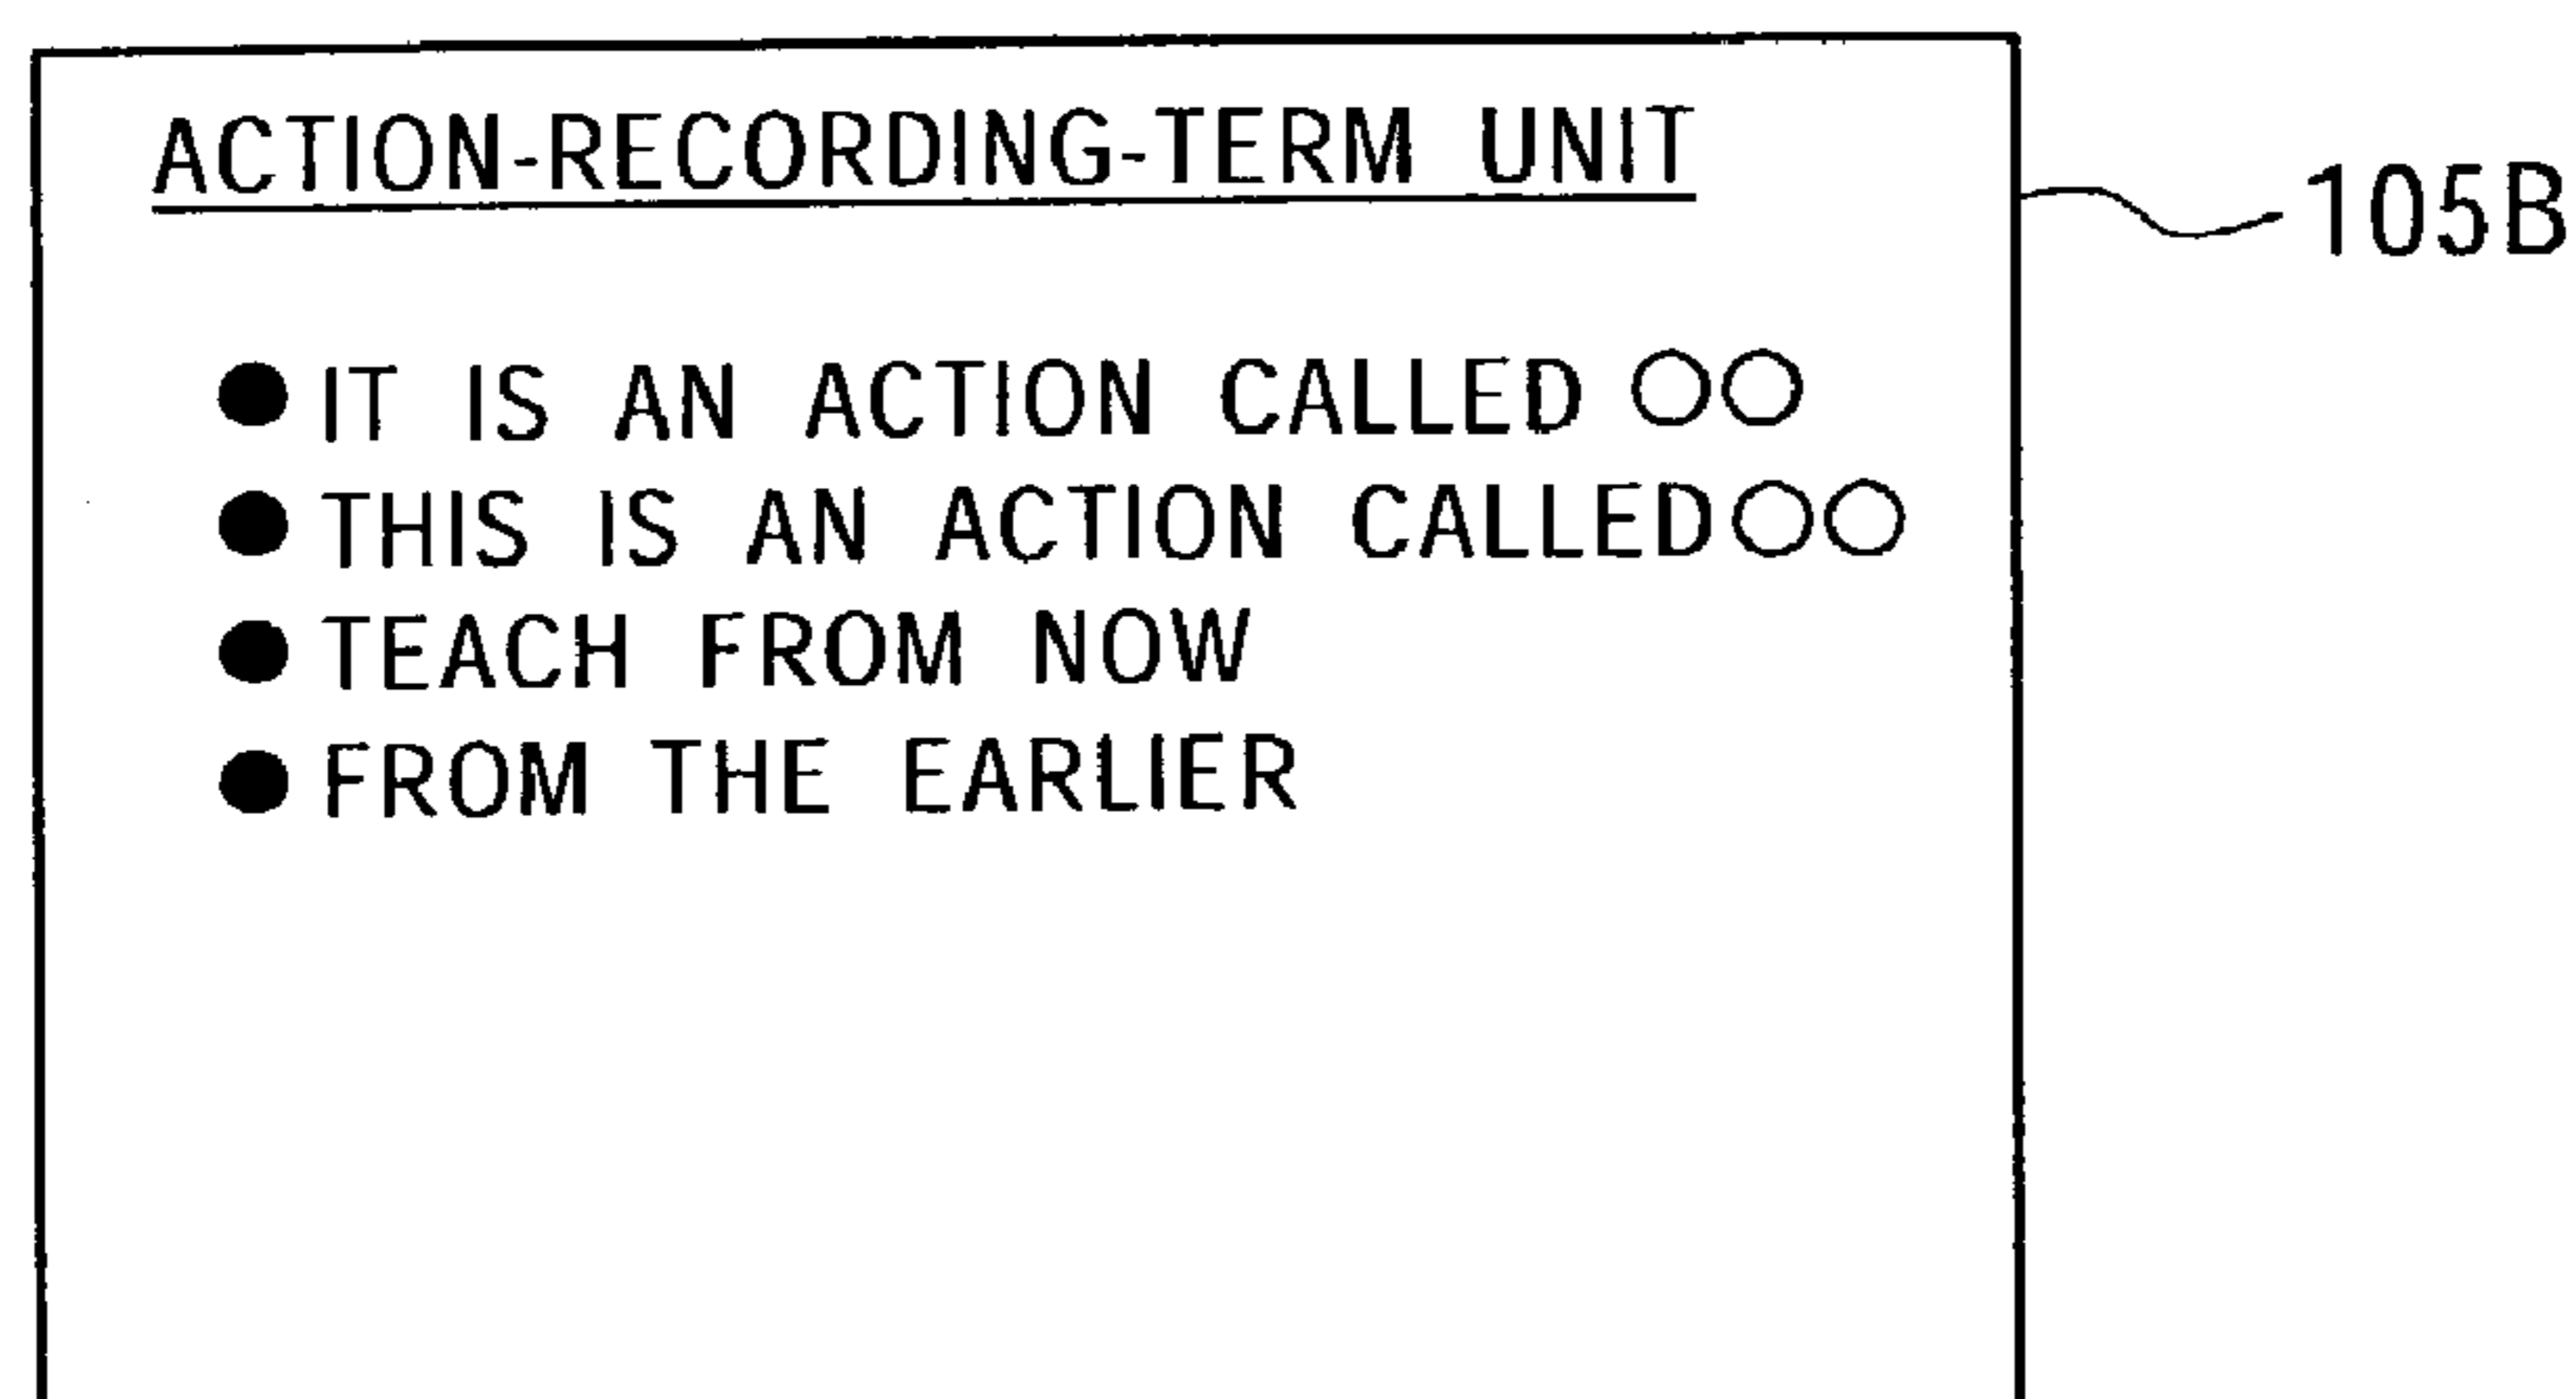 ACTION-RECORDING-TERM UNIT
105B
● IT IS AN ACTION CALLED ○○
● THIS IS AN ACTION CALLED○○
● TEACH FROM NOW
● FROM THE EARLIER